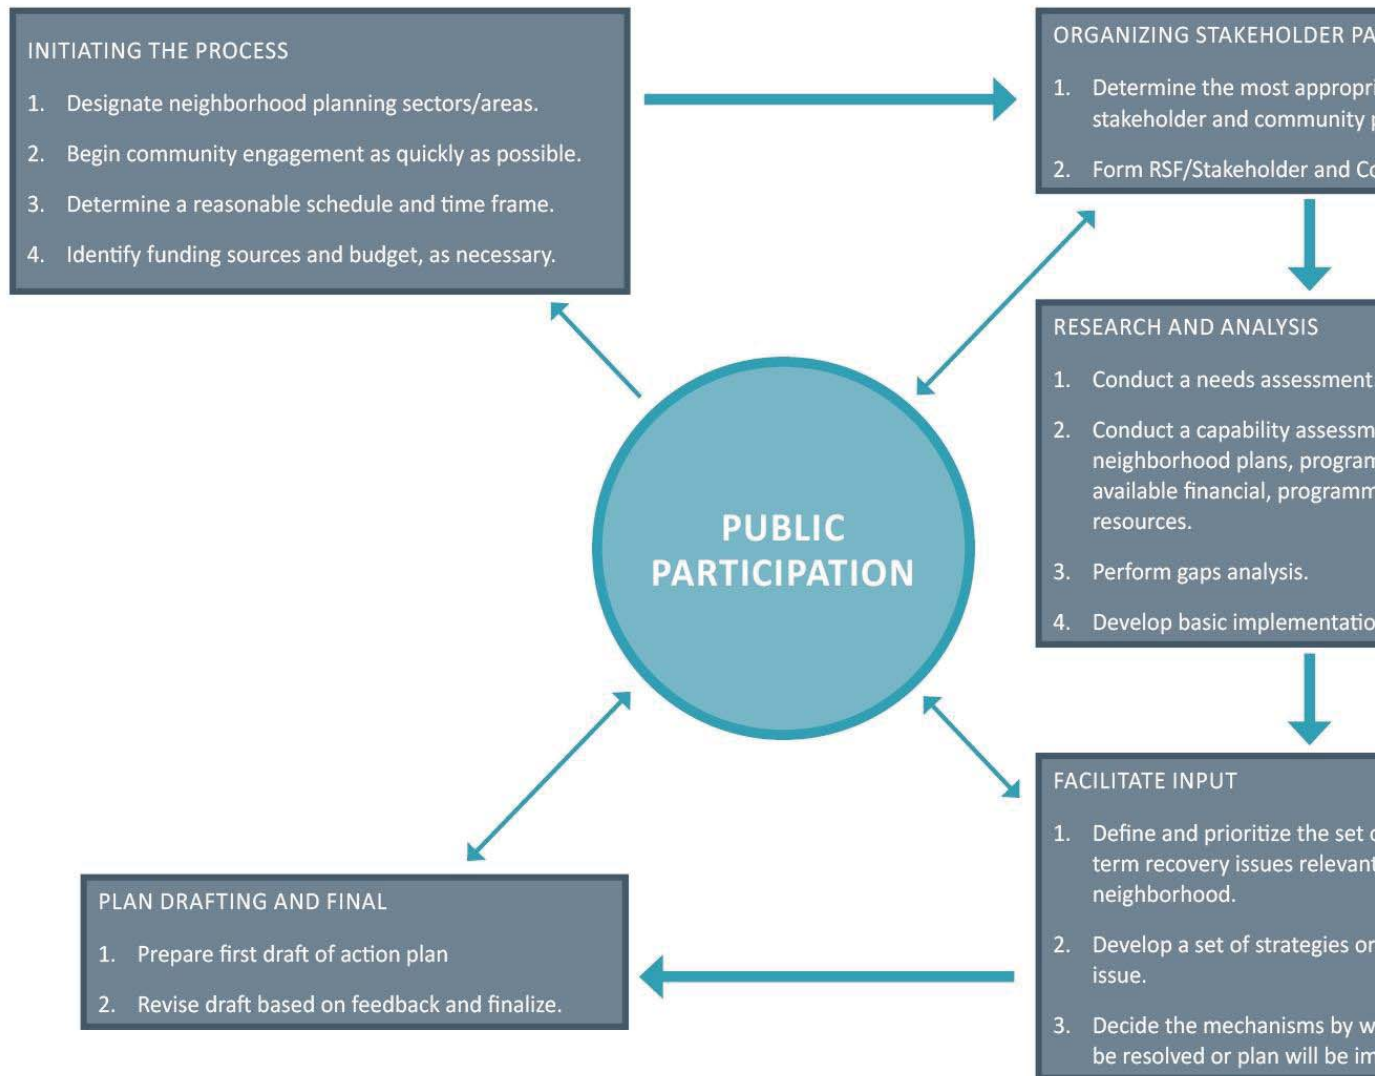 INITIATING THE PROCESS
1. Designate neighborhood planning sectors/areas.
2. Begin community engagement as quickly as possible.
3. Determine a reasonable schedule and time frame.
4. Identify funding sources and budget, as necessary.
ORGANIZING STAKEHOLDER
1. Determine the most
stakeholder and community
2. Form RSF/Stakeholder and
RESEARCH AND ANALYSIS
1. Conduct a needs assessment
2. Conduct a capability
neighborhood plans,
available financial,
resources.
3. Perform gaps analysis.
4. Develop basic
PUBLIC
PARTICIPATION
FACILITATE INPUT
1. Define and prioritize the set
term recovery issues relevant
neighborhood.
2. Develop a set of strategies or
issue.
3. Decide the mechanisms by
be resolved or plan will be
PLAN DRAFTING AND FINAL
1. Prepare first draft of action plan
2. Revise draft based on feedback and finalize.